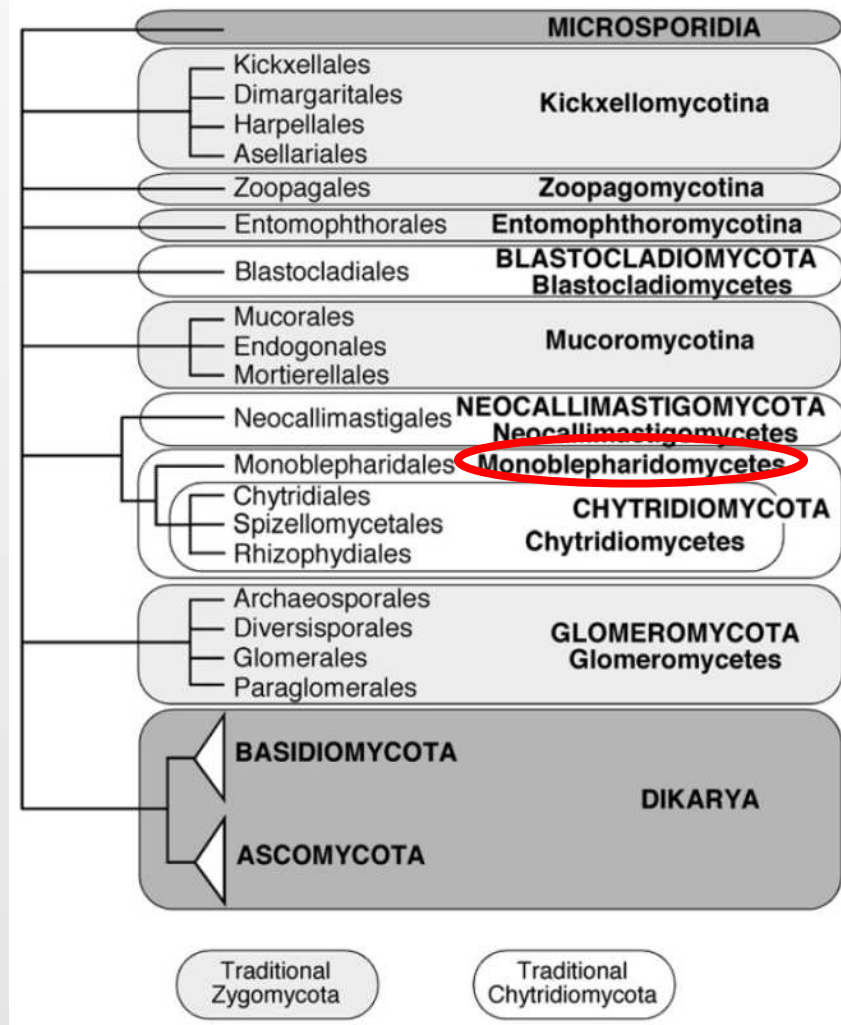 MICROSPORIDIA
Kickxellales
Dimargaritales
Harpellales
Asellariales
Kickxellomycotina
Zoopagales
Zoopagomycotina
Entomophthorales
Entomophthoromycotina
Blastocladiales
BLASTOCLADIOMYCOTA
Blastocladiomycetes
Mucorales
Endogonales
Mortierellales
Mucoromycotina
Neocallimastigales
NEOCALLIMASTIGOMYCOTA
Neocallimastigomycetes
Monoblepharidales
Monoblepharidomycetes
Chytridiales
Spizellomycetales
Rhizophydiales
CHYTRIDIOMYCOTA
Chytridiomycetes
Archaeosporales
Diversisporales
Glomerales
Paraglomerales
GLOMEROMYCOTA
Glomeromycetes
BASIDIOMYCOTA
ASCOMYCOTA
DIKARYA
Traditional
Zygomycota
Traditional
Chytridiomycota